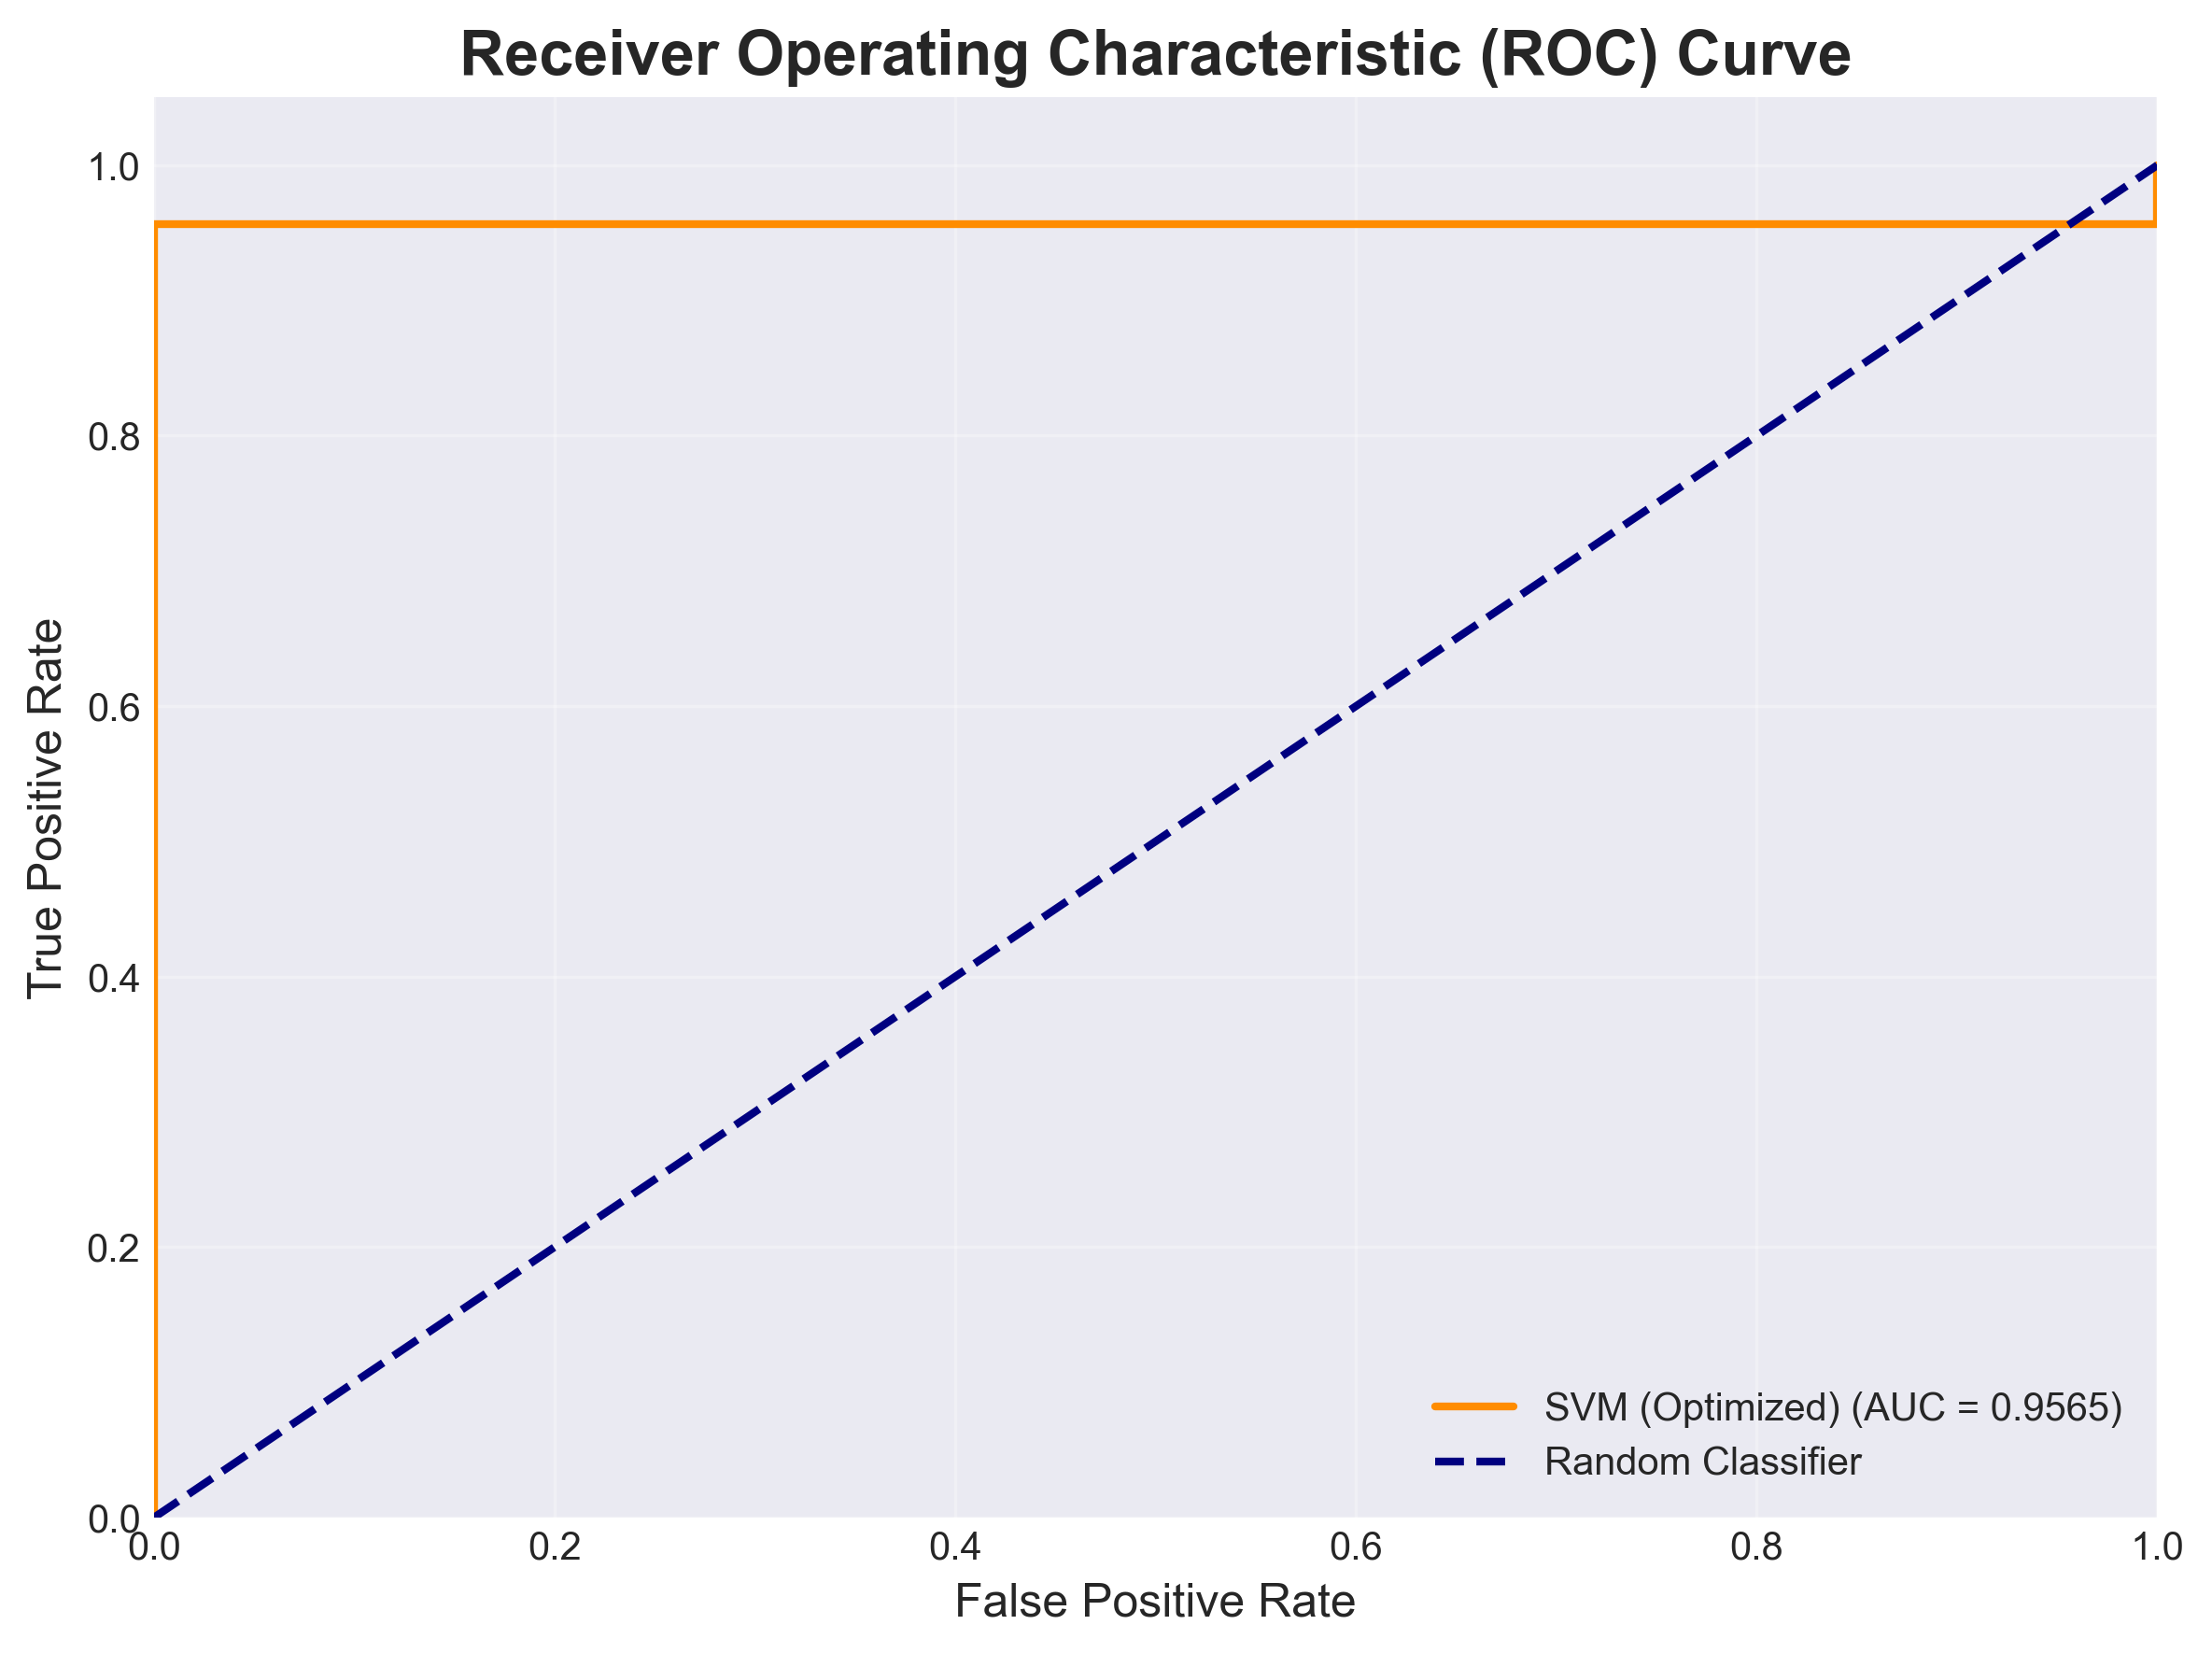 Receiver Operating Characteristic (ROC) Curve
True Positive Rate
1.0
0.8
0.6
0.4
0.2
0.0
0.0 0.2 0.4 0.6 0.8 1.0
False Positive Rate
SVM (Optimized) (AUC = 0.9565)
Random Classifier